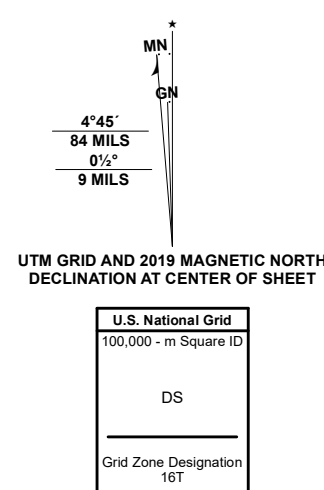 MN
GN
4°45´
84 MILS
0½°
9 MILS
UTM GRID AND 2019 MAGNETIC NORTH
DECLINATION AT CENTER OF SHEET
U.S. National Grid
100,000 - m Square ID
DS
Grid Zone Designation
16T